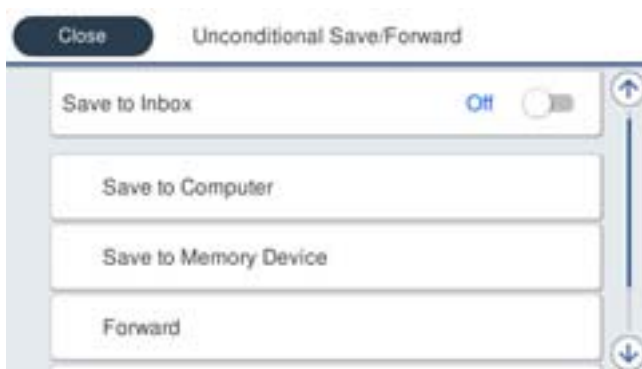 Close Unconditional Save/Forward
Save to Inbox Off
Save to Computer
Save to Memory Device
Forward